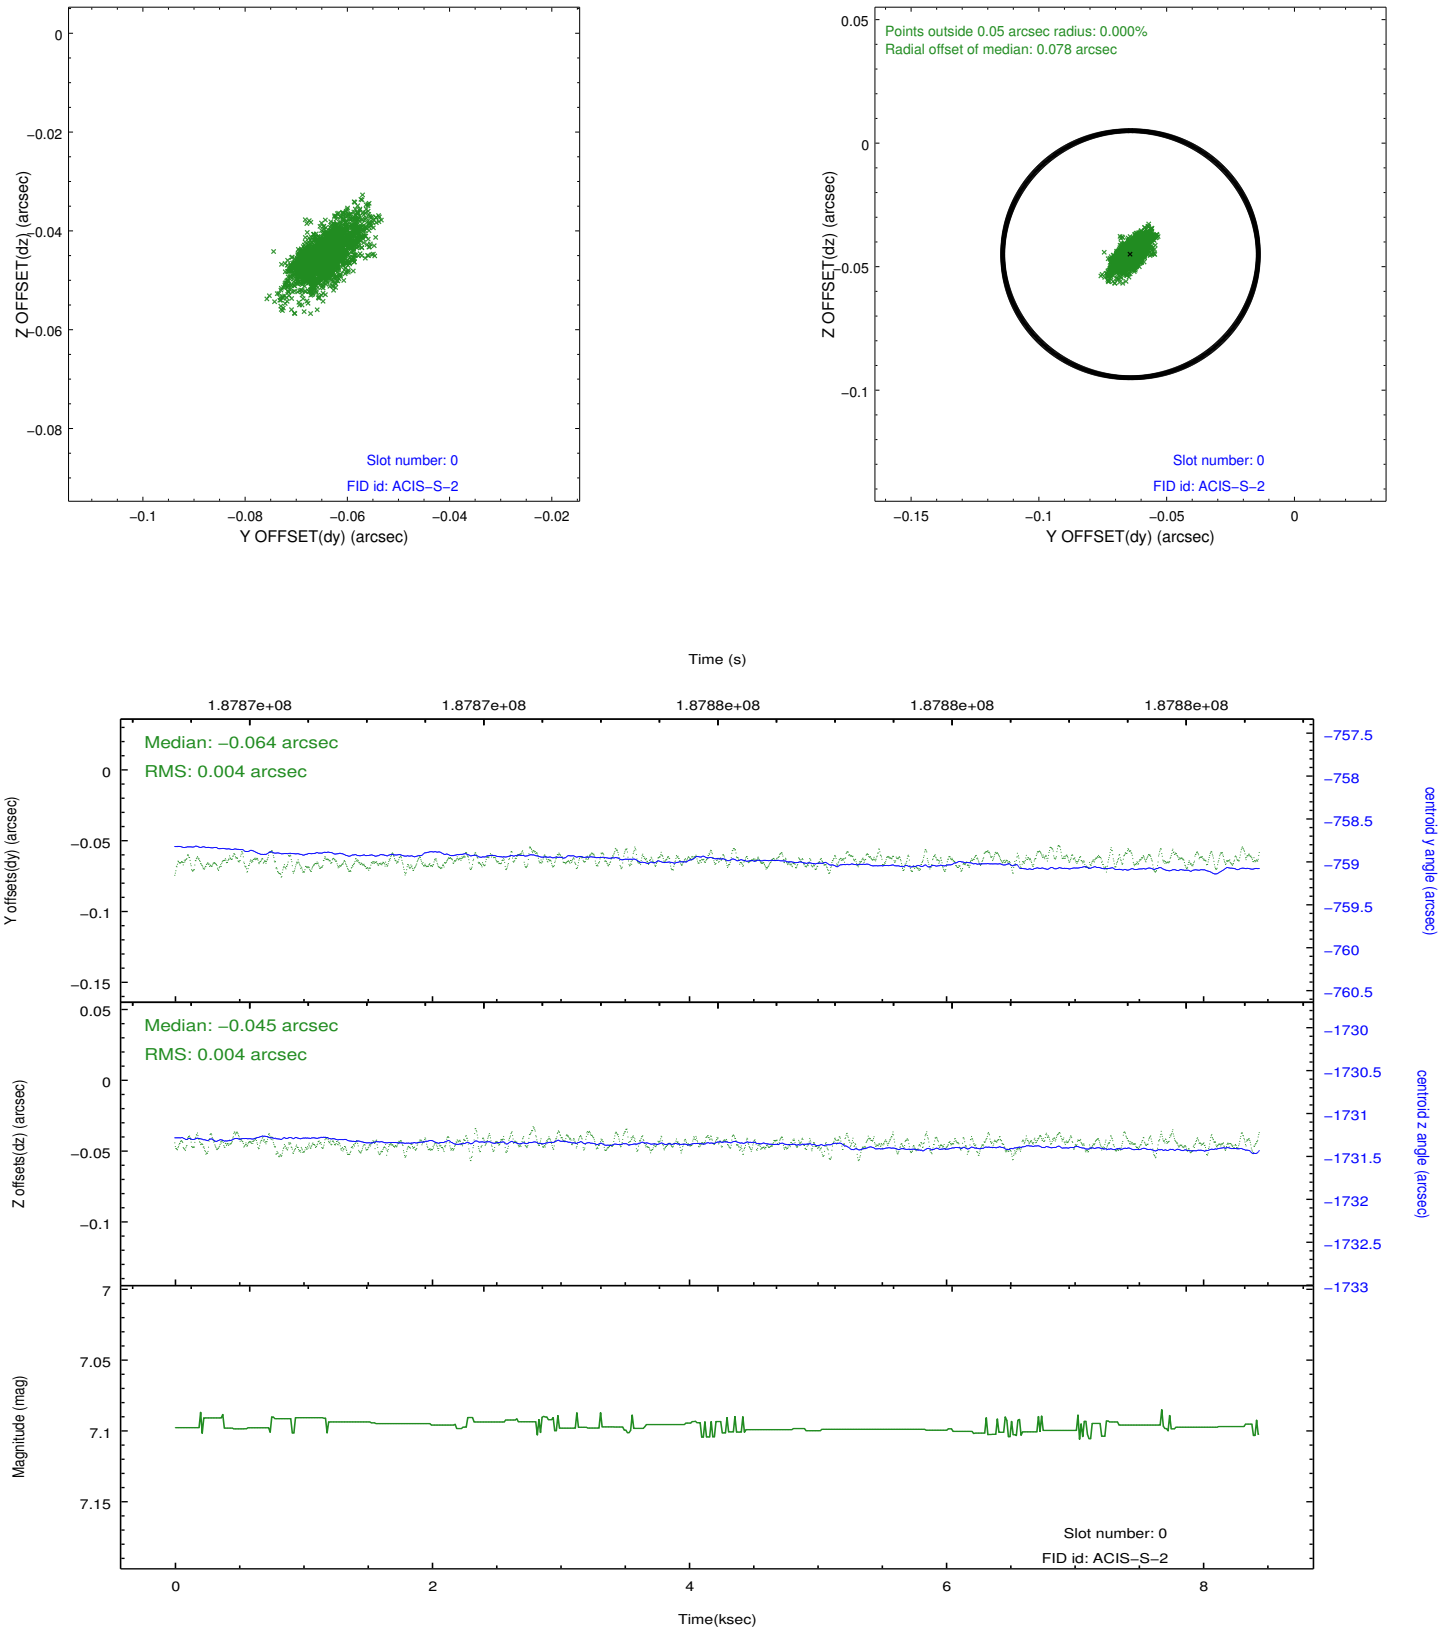 0
−0.02
−0.04
−0.06
−0.08
Z OFFSET(dz) (arcsec)
Slot number: 0
FID id: ACIS−S−2
−0.1
−0.08
−0.06
−0.04
−0.02
Y OFFSET(dy) (arcsec)
Points outside 0.05 arcsec radius: 0.000%
Radial offset of median: 0.078 arcsec
0.05
0
−0.05
−0.1
Z OFFSET(dz) (arcsec)
Slot number: 0
FID id: ACIS−S−2
−0.15
−0.1
−0.05
0
Y OFFSET(dy) (arcsec)
Time (s)
1.8787e+08
1.8787e+08
1.8788e+08
1.8788e+08
1.8788e+08
Median: −0.064 arcsec
RMS: 0.004 arcsec
0
−0.05
−0.1
−0.15
Y offsets(dy) (arcsec)
−757.5
−758
−758.5
−759
−759.5
−760
−760.5
centroid y angle (arcsec)
Median: −0.045 arcsec
RMS: 0.004 arcsec
0.05
0
−0.05
−0.1
Z offsets(dz) (arcsec)
−1730
−1730.5
−1731
−1731.5
−1732
−1732.5
−1733
centroid z angle (arcsec)
7
7.05
7.1
7.15
Magnitude (mag)
Slot number: 0
FID id: ACIS−S−2
0
2
4
6
8
Time(ksec)